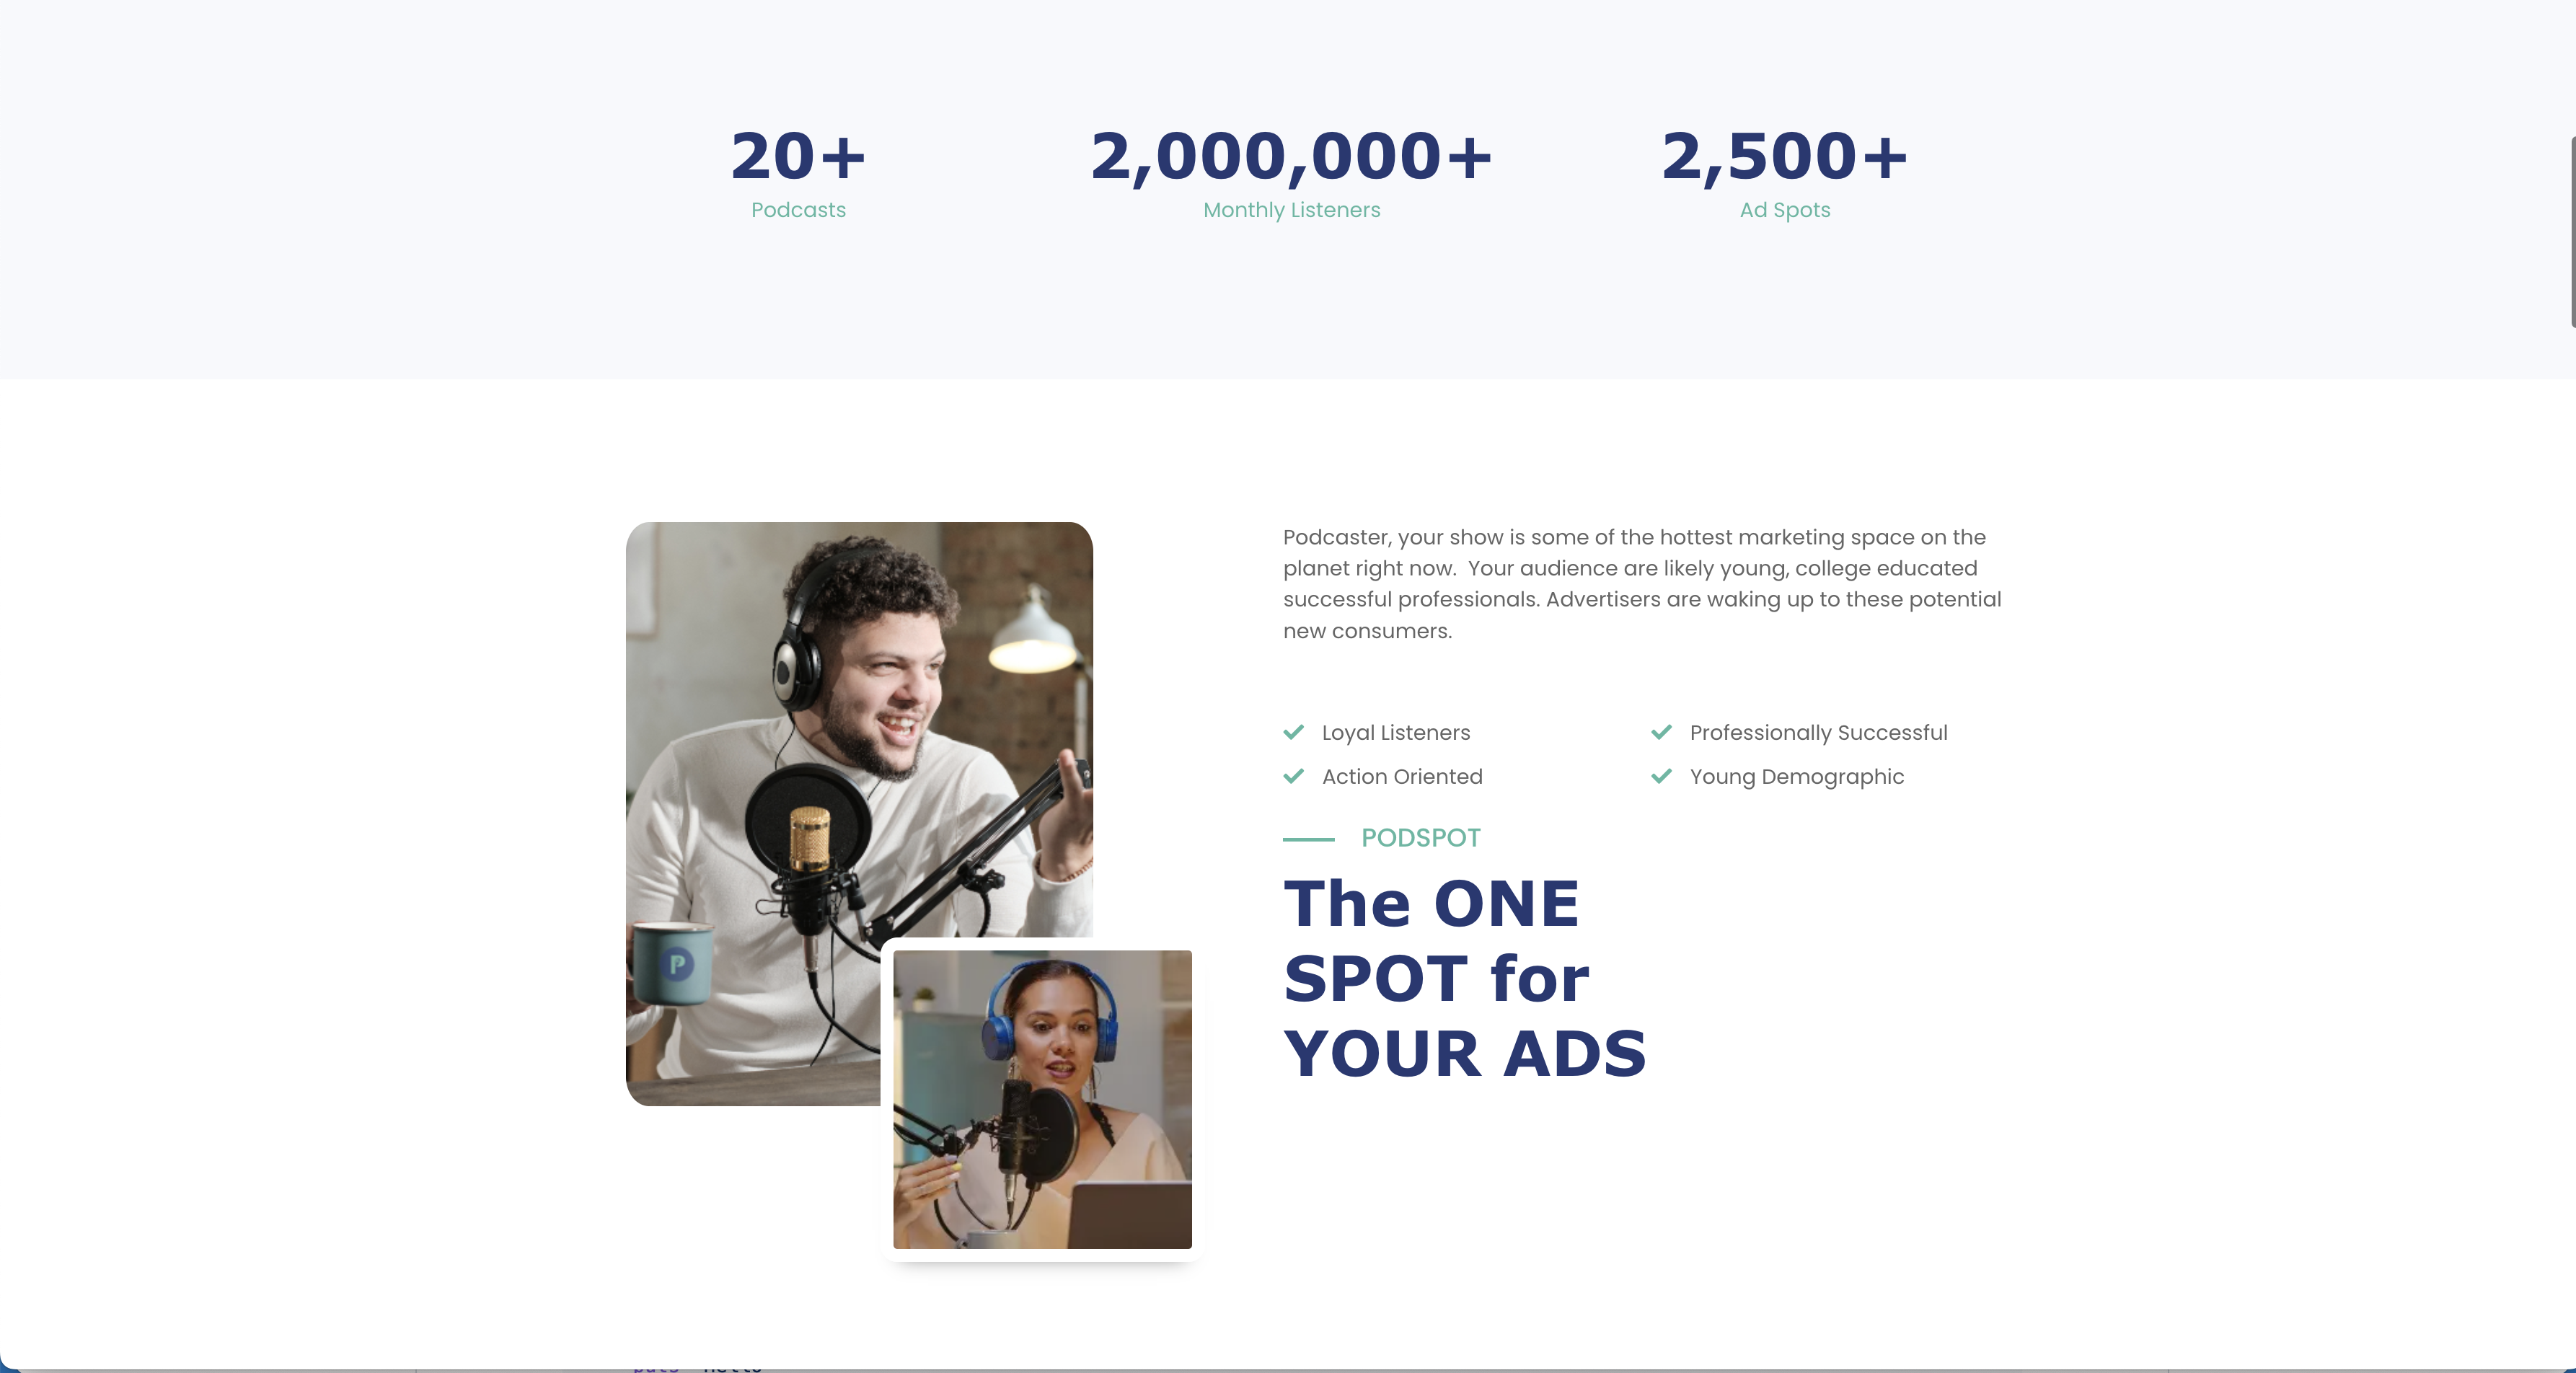 20+
Podcasts
2,000,000+
Monthly Listeners
2,500+
Ad Spots
Podcaster, your show is some of the hottest marketing space on the
planet right now.  Your audience are likely young, college educated
successful professionals. Advertisers are waking up to these potential
new consumers.
Loyal Listeners
Professionally Successful
Action Oriented
Young Demographic
PODSPOT
The ONE
SPOT for
YOUR ADS
P